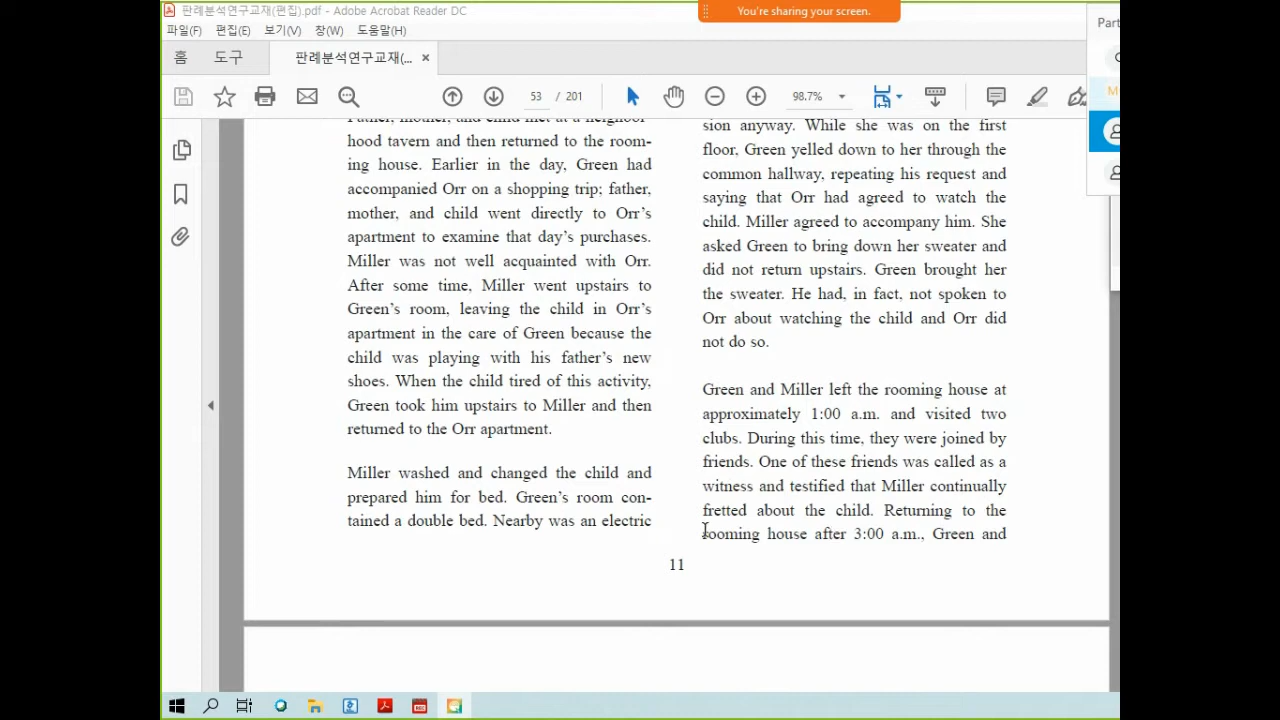 판례분석연구교재(편집).pdf - Adobe Acrobat Reader DC
You're sharing your screen.
Part
파일(F) 편집(E) 보기(V) 창(W) 도움말(H)
홈 도구 판례분석연구교재(... ×
53 / 201 98.7%
Father, mother, and child met at a neighbor-
hood tavern and then returned to the room-
ing house. Earlier in the day, Green had
accompanied Orr on a shopping trip; father,
mother, and child went directly to Orr's
apartment to examine that day's purchases.
Miller was not well acquainted with Orr.
After some time, Miller went upstairs to
Green's room, leaving the child in Orr's
apartment in the care of Green because the
child was playing with his father's new
shoes. When the child tired of this activity,
Green took him upstairs to Miller and then
returned to the Orr apartment.
Miller washed and changed the child and
prepared him for bed. Green's room con-
tained a double bed. Nearby was an electric
sion anyway. While she was on the first
floor, Green yelled down to her through the
common hallway, repeating his request and
saying that Orr had agreed to watch the
child. Miller agreed to accompany him. She
asked Green to bring down her sweater and
did not return upstairs. Green brought her
the sweater. He had, in fact, not spoken to
Orr about watching the child and Orr did
not do so.
Green and Miller left the rooming house at
approximately 1:00 a.m. and visited two
clubs. During this time, they were joined by
friends. One of these friends was called as a
witness and testified that Miller continually
fretted about the child. Returning to the
rooming house after 3:00 a.m., Green and
11